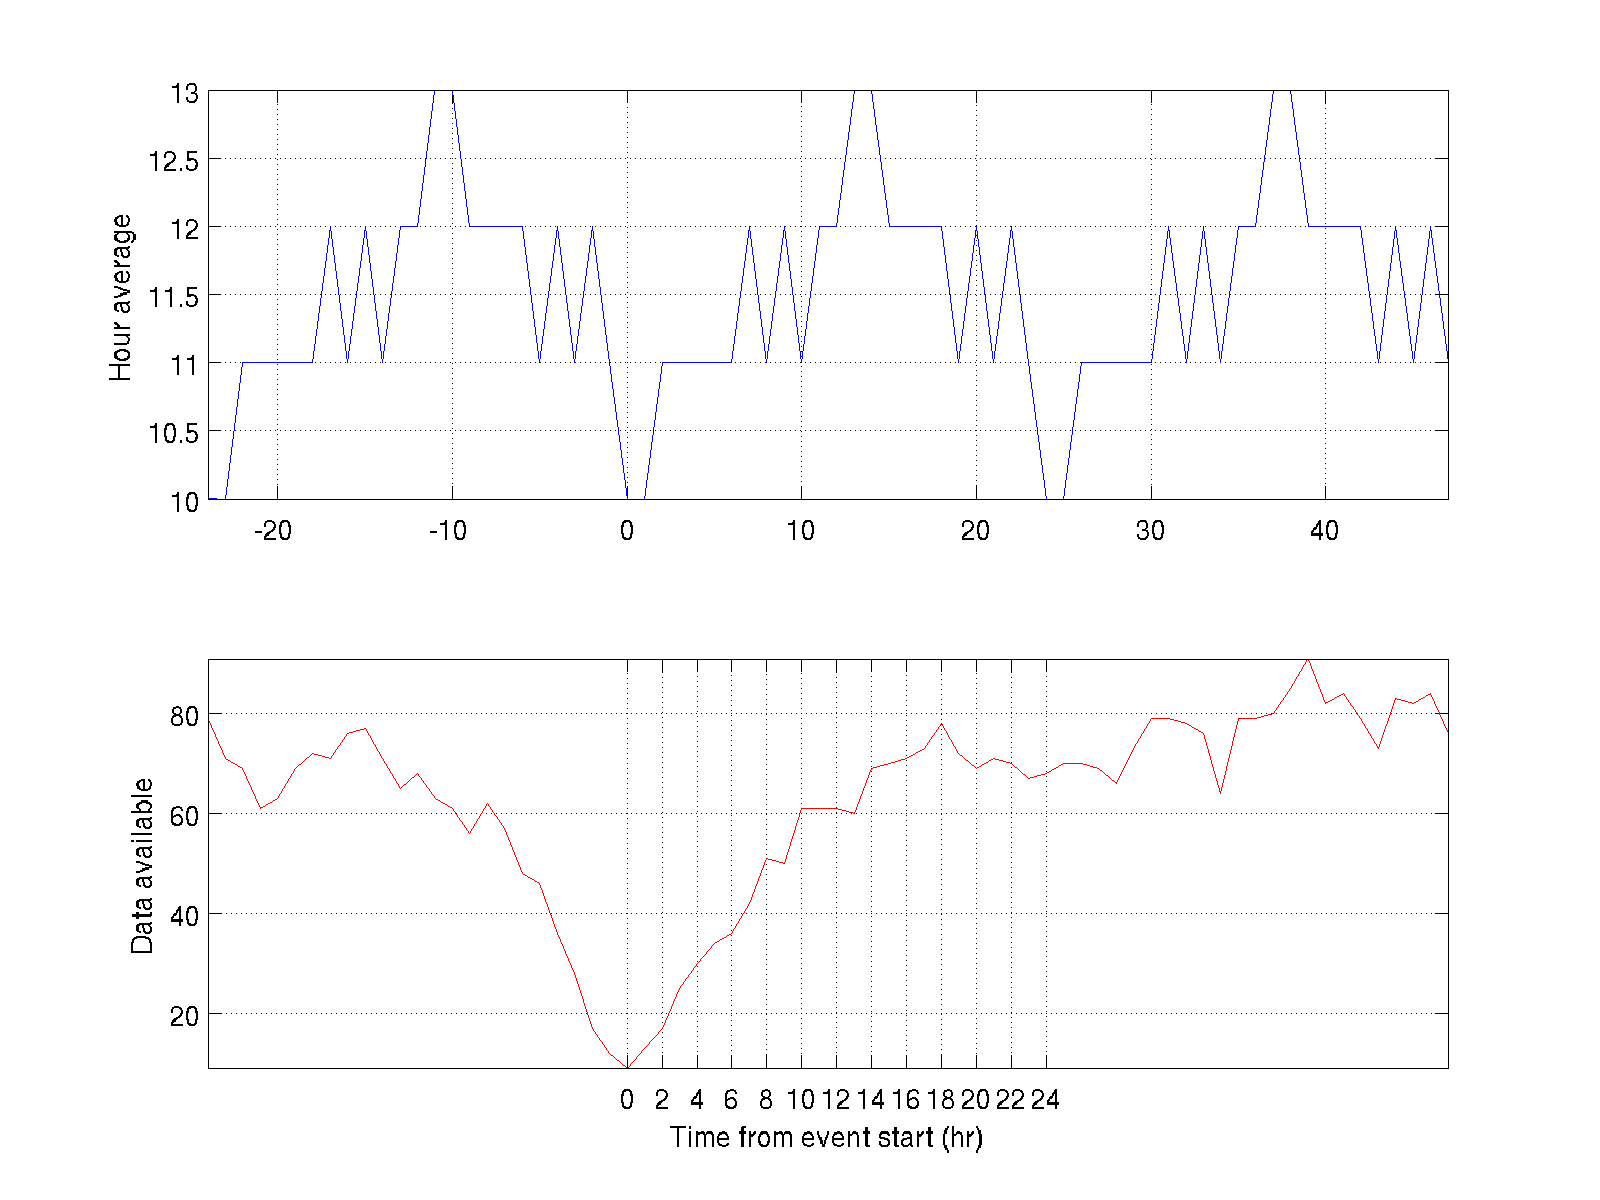 13
12.5
12
11.5
11
10.5
10
Hour average
-20 -10 0 10 20 30 40
80
60
40
20
Data available
0 2 4 6 8 10 12 14 16 18 20 22 24
Time from event start (hr)